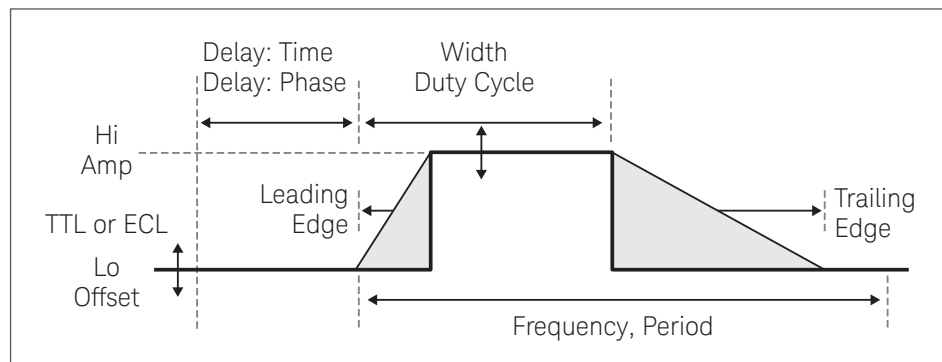 Delay: Time
Delay: Phase
Width
Duty Cycle
Hi
Amp
Leading
Edge
Trailing
Edge
TTL or ECL
Lo
Offset
Frequency, Period